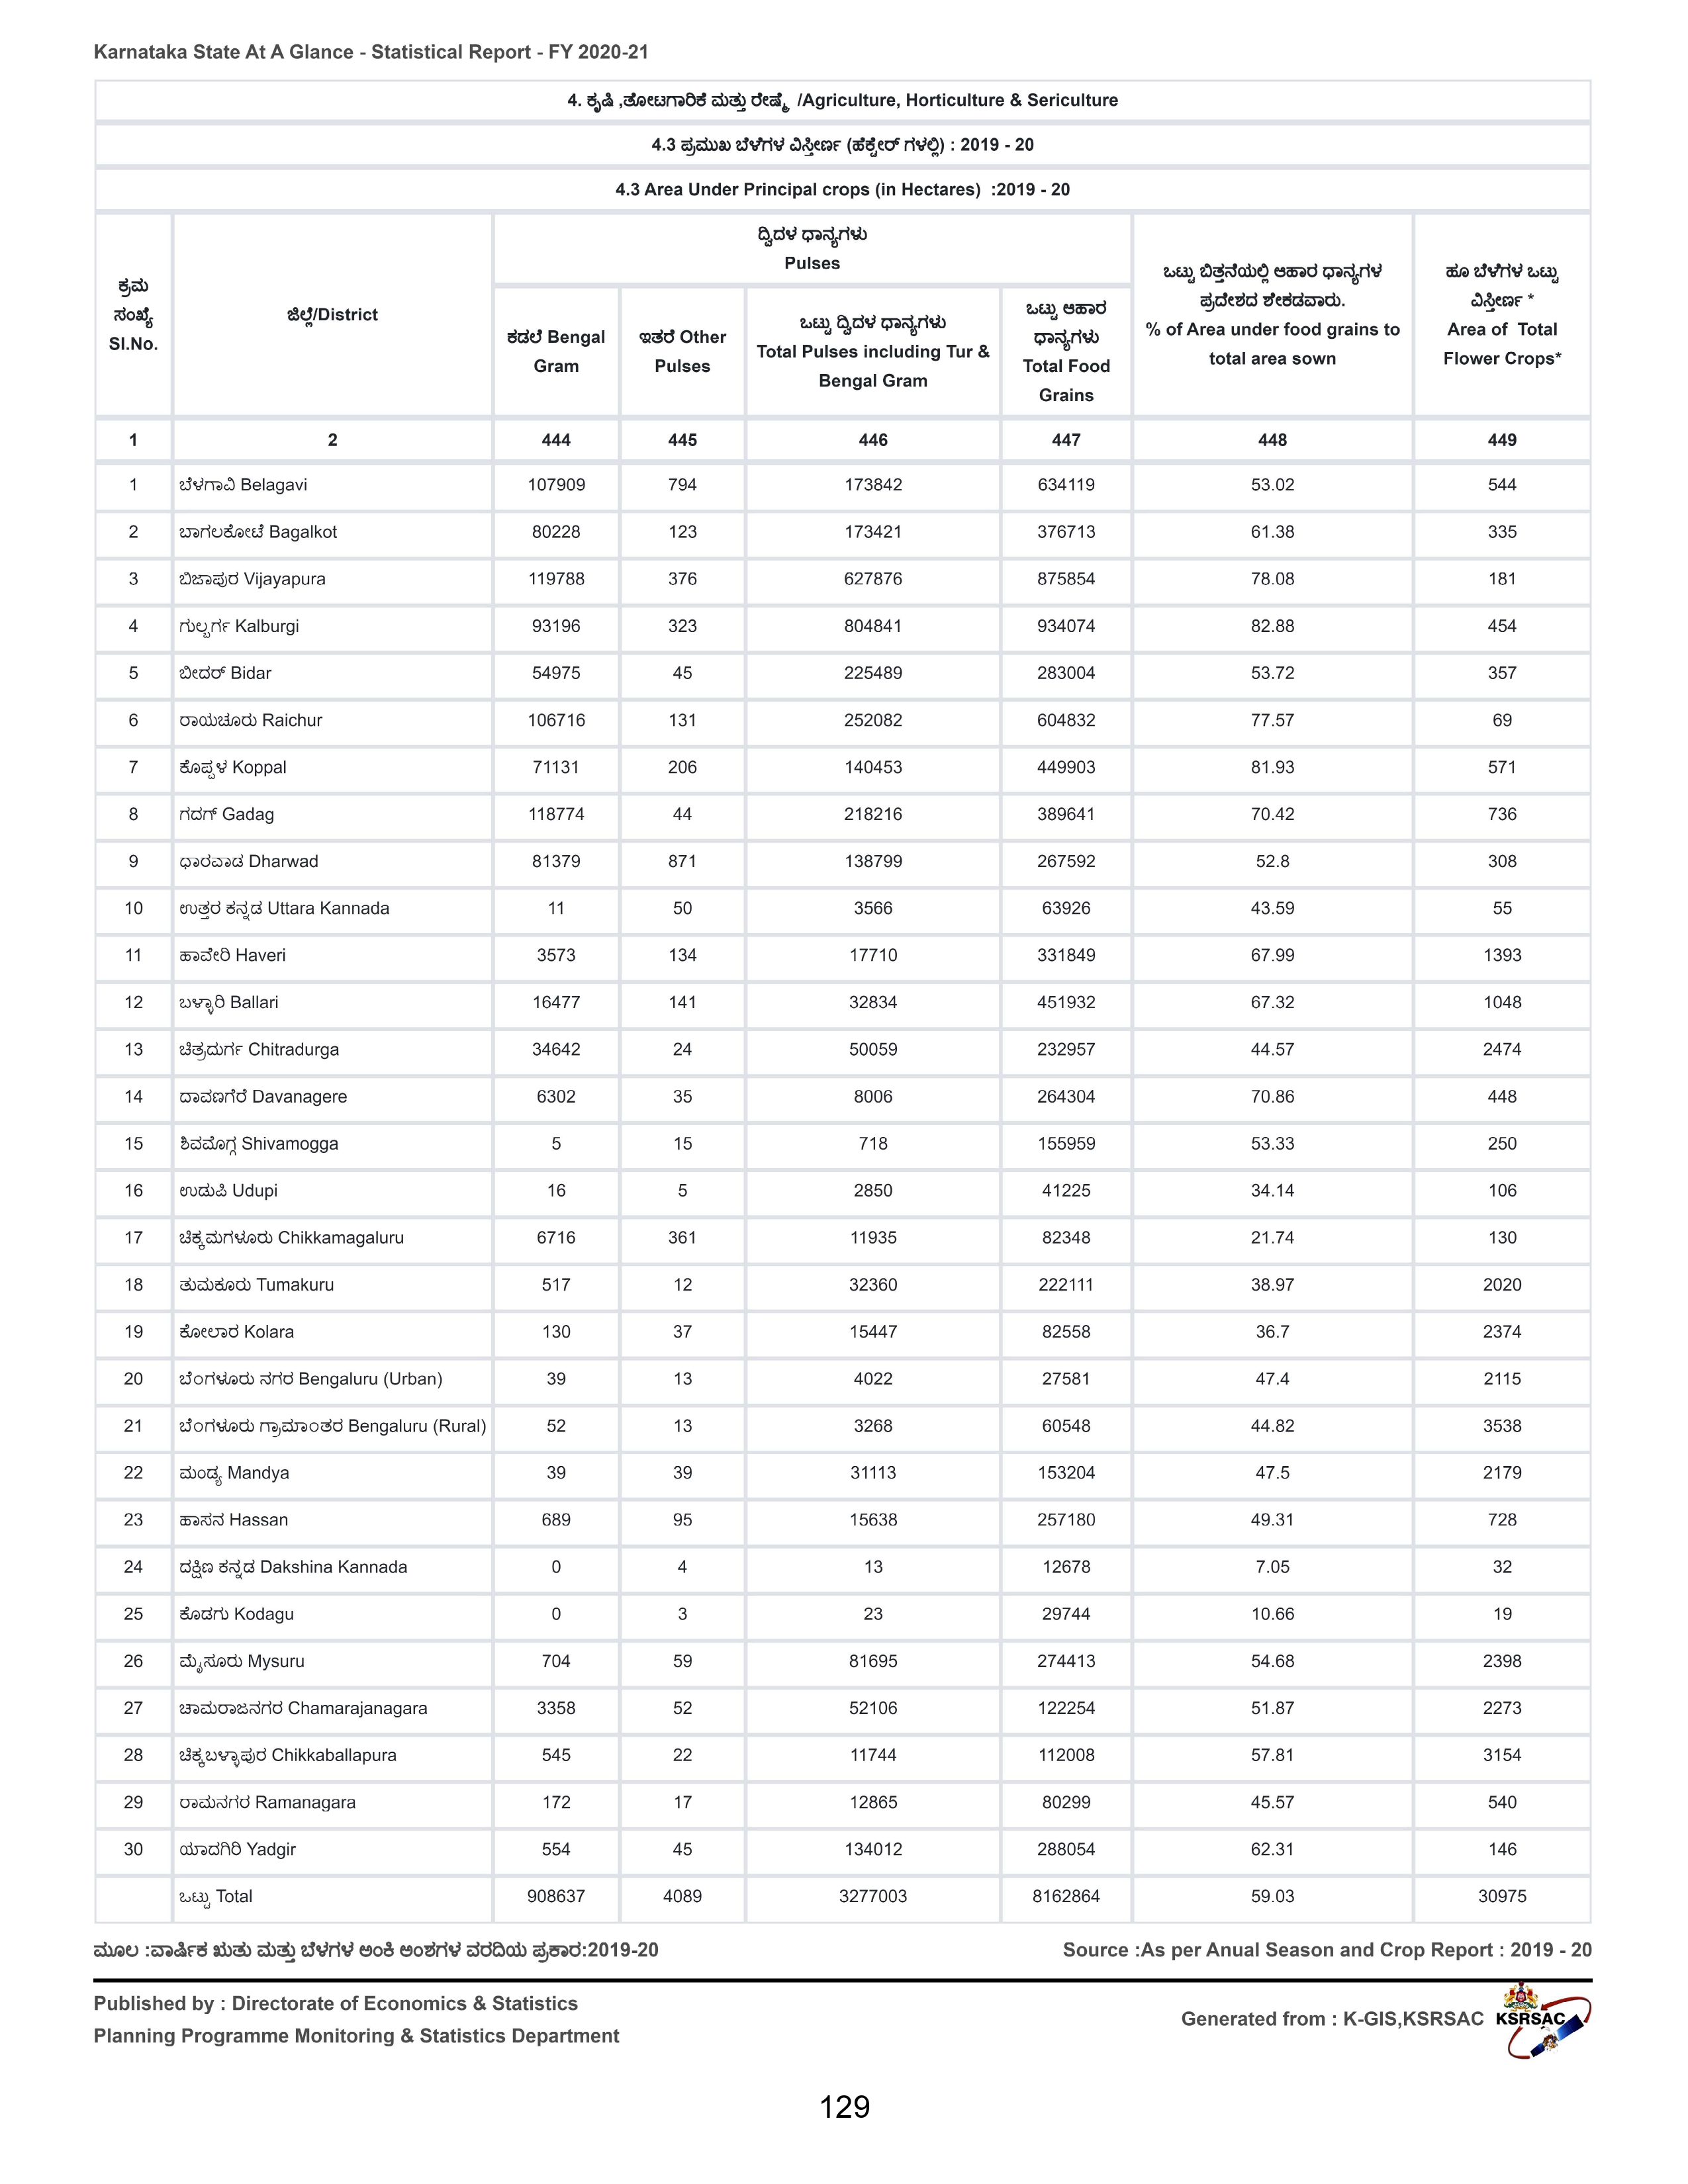 Karnataka State At A Glance - Statistical Report - FY 2020-21
4. ಕೃಷಿ ,ತೋಟಗಾರಿಕೆ ಮತ್ತು ರೇಷ್ಮೆ /Agriculture, Horticulture & Sericulture
4.3 ಪ್ರಮುಖ ಬೆಳೆಗಳ ವಿಸ್ತೀರ್ಣ (ಹೆಕ್ಟೇರ್ ಗಳಲ್ಲಿ) : 2019 - 20
4.3 Area Under Principal crops (in Hectares) :2019 - 20
ಕ್ರಮ
ಸಂಖ್ಯೆ
Sl.No.
ಜಿಲ್ಲೆ/District
ದ್ವಿದಳ ಧಾನ್ಯಗಳು
Pulses
ಕಡಲೆ Bengal
Gram
ಇತರೆ Other
Pulses
ಒಟ್ಟು ದ್ವಿದಳ ಧಾನ್ಯಗಳು
Total Pulses including Tur &
Bengal Gram
ಒಟ್ಟು ಆಹಾರ
ಧಾನ್ಯಗಳು
Total Food
Grains
ಒಟ್ಟು ಬಿತ್ತನೆಯಲ್ಲಿ ಆಹಾರ ಧಾನ್ಯಗಳ
ಪ್ರದೇಶದ ಶೇಕಡವಾರು.
% of Area under food grains to
total area sown
ಹೂ ಬೆಳೆಗಳ ಒಟ್ಟು
ವಿಸ್ತೀರ್ಣ *
Area of Total
Flower Crops*
1 2 444 445 446 447 448 449
1 ಬೆಳಗಾವಿ Belagavi 107909 794 173842 634119 53.02 544
2 ಬಾಗಲಕೋಟೆ Bagalkot 80228 123 173421 376713 61.38 335
3 ಬಿಜಾಪುರ Vijayapura 119788 376 627876 875854 78.08 181
4 ಗುಲ್ಬರ್ಗ Kalburgi 93196 323 804841 934074 82.88 454
5 ಬೀದರ್ Bidar 54975 45 225489 283004 53.72 357
6 ರಾಯಚೂರು Raichur 106716 131 252082 604832 77.57 69
7 ಕೊಪ್ಪಳ Koppal 71131 206 140453 449903 81.93 571
8 ಗದಗ್ Gadag 118774 44 218216 389641 70.42 736
9 ಧಾರವಾಡ Dharwad 81379 871 138799 267592 52.8 308
10 ಉತ್ತರ ಕನ್ನಡ Uttara Kannada 11 50 3566 63926 43.59 55
11 ಹಾವೇರಿ Haveri 3573 134 17710 331849 67.99 1393
12 ಬಳ್ಳಾರಿ Ballari 16477 141 32834 451932 67.32 1048
13 ಚಿತ್ರದುರ್ಗ Chitradurga 34642 24 50059 232957 44.57 2474
14 ದಾವಣಗೆರೆ Davanagere 6302 35 8006 264304 70.86 448
15 ಶಿವಮೊಗ್ಗ Shivamogga 5 15 718 155959 53.33 250
16 ಉಡುಪಿ Udupi 16 5 2850 41225 34.14 106
17 ಚಿಕ್ಕಮಗಳೂರು Chikkamagaluru 6716 361 11935 82348 21.74 130
18 ತುಮಕೂರು Tumakuru 517 12 32360 222111 38.97 2020
19 ಕೋಲಾರ Kolara 130 37 15447 82558 36.7 2374
20 ಬೆಂಗಳೂರು ನಗರ Bengaluru (Urban) 39 13 4022 27581 47.4 2115
21 ಬೆಂಗಳೂರು ಗ್ರಾಮಾಂತರ Bengaluru (Rural) 52 13 3268 60548 44.82 3538
22 ಮಂಡ್ಯ Mandya 39 39 31113 153204 47.5 2179
23 ಹಾಸನ Hassan 689 95 15638 257180 49.31 728
24 ದಕ್ಷಿಣ ಕನ್ನಡ Dakshina Kannada 0 4 13 12678 7.05 32
25 ಕೊಡಗು Kodagu 0 3 23 29744 10.66 19
26 ಮೈಸೂರು Mysuru 704 59 81695 274413 54.68 2398
27 ಚಾಮರಾಜನಗರ Chamarajanagara 3358 52 52106 122254 51.87 2273
28 ಚಿಕ್ಕಬಳ್ಳಾಪುರ Chikkaballapura 545 22 11744 112008 57.81 3154
29 ರಾಮನಗರ Ramanagara 172 17 12865 80299 45.57 540
30 ಯಾದಗಿರಿ Yadgir 554 45 134012 288054 62.31 146
ಒಟ್ಟು Total 908637 4089 3277003 8162864 59.03 30975
ಮೂಲ :ವಾರ್ಷಿಕ ಋತು ಮತ್ತು ಬೆಳಗಳ ಅಂಕಿ ಅಂಶಗಳ ವರದಿಯ ಪ್ರಕಾರ:2019-20 Source :As per Anual Season and Crop Report : 2019 - 20
Published by : Directorate of Economics & Statistics
Planning Programme Monitoring & Statistics Department
Generated from : K-GIS,KSRSAC KSRSAC
129